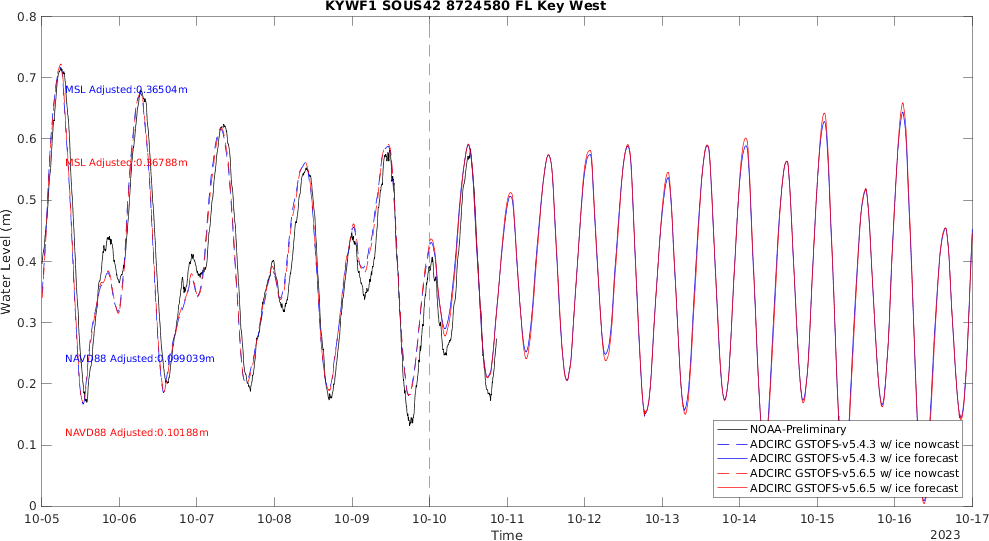 KYWF1 SOUS42 8724580 FL Key West
0.8
0.7
0.6
0.5
0.4
0.3
0.2
0.1
0
Water Level (m)
MSL Adjusted:0.36504m
MSL Adjusted:0.36788m
NAVD88 Adjusted:0.099039m
NAVD88 Adjusted:0.10188m
NOAA-Preliminary
ADCIRC GSTOFS-v5.4.3 w/ ice nowcast
ADCIRC GSTOFS-v5.4.3 w/ ice forecast
ADCIRC GSTOFS-v5.6.5 w/ ice nowcast
ADCIRC GSTOFS-v5.6.5 w/ ice forecast
10-05 10-06 10-07 10-08 10-09 10-10 10-11 10-12 10-13 10-14 10-15 10-16 10-17
Time
2023